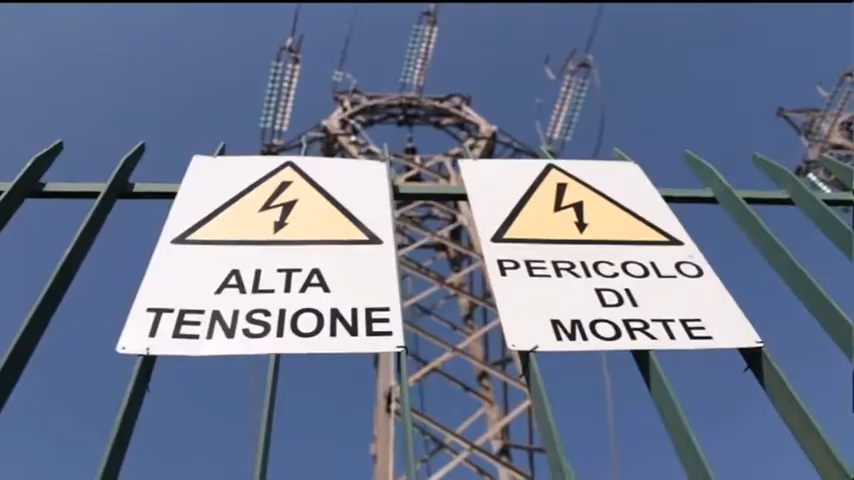 ALTA
TENSIONE
PERICOLO
DI
MORTE